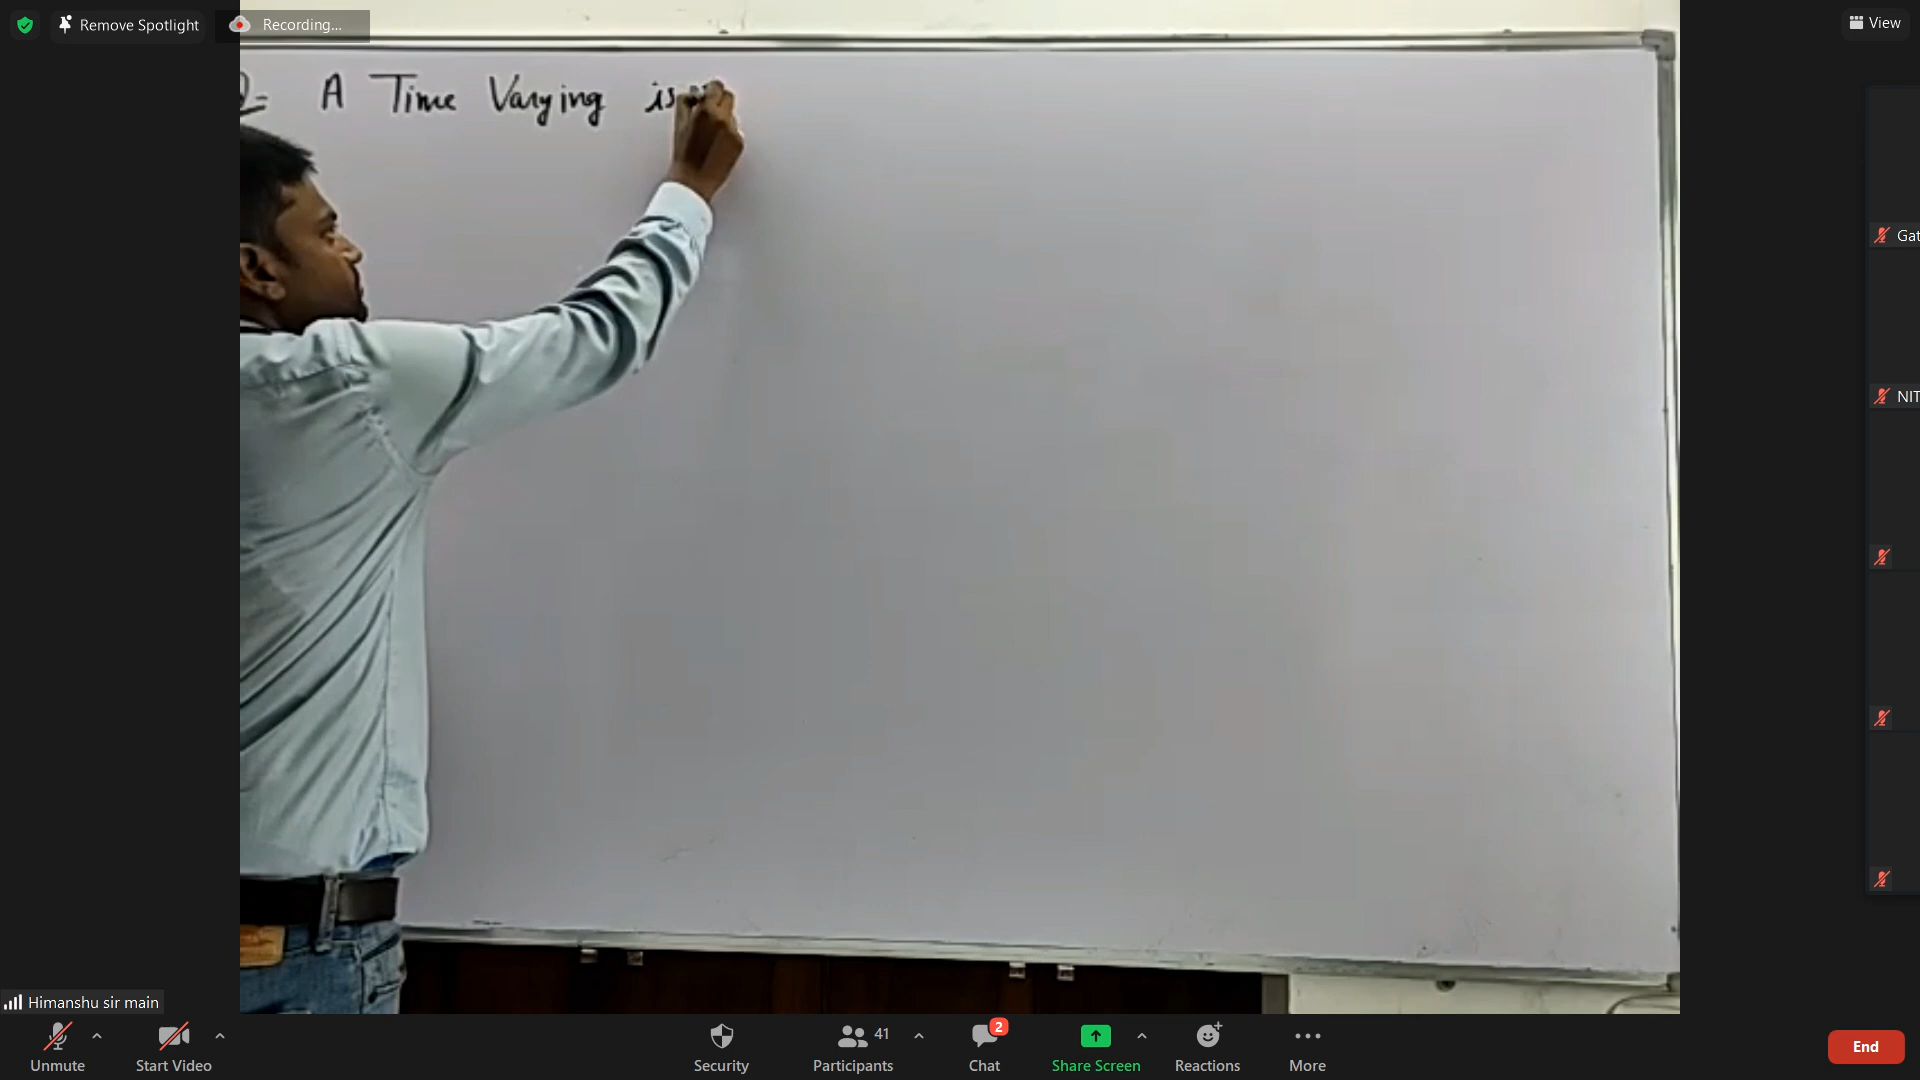 Remove Spotlight
Recording...
View
A Time Varying is
Gat
NIT
Himanshu sir main
Unmute
Start Video
Security
41
Participants
2
Chat
Share Screen
Reactions
More
End